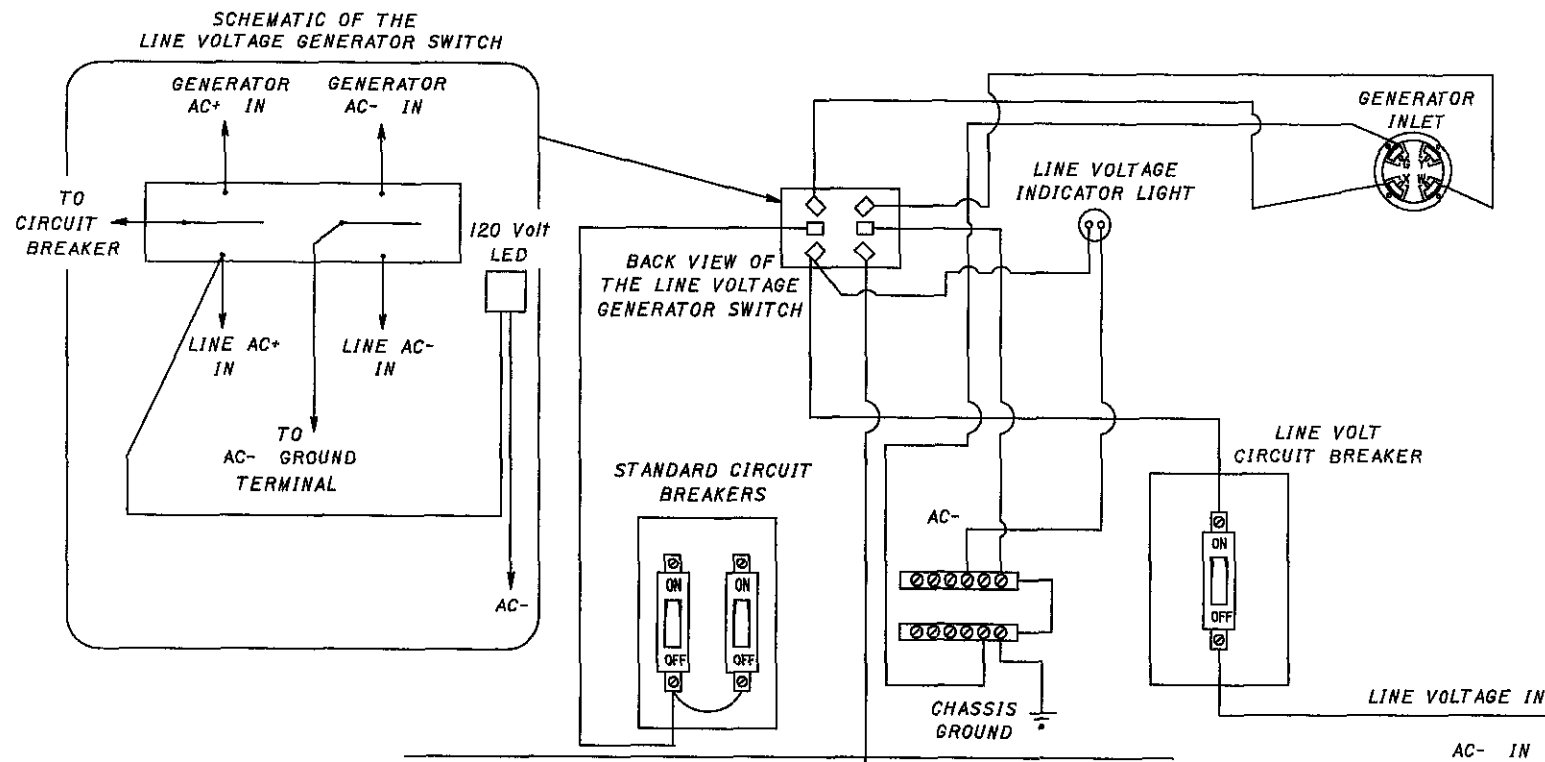 SCHEMATIC OF THE
LINE VOLTAGE GENERATOR SWITCH
GENERATOR
AC+ IN
GENERATOR
AC- IN
TO
CIRCUIT
BREAKER
120 Volt
LED
LINE AC+
IN
LINE AC-
IN
TO
AC- GROUND
TERMINAL
AC-
BACK VIEW OF
THE LINE VOLTAGE
GENERATOR SWITCH
LINE VOLTAGE
INDICATOR LIGHT
GENERATOR
INLET
G Y
X W
STANDARD CIRCUIT
BREAKERS
ON
OFF
ON
OFF
AC-
CHASSIS
GROUND
LINE VOLT
CIRCUIT BREAKER
ON
OFF
LINE VOLTAGE IN
AC- IN